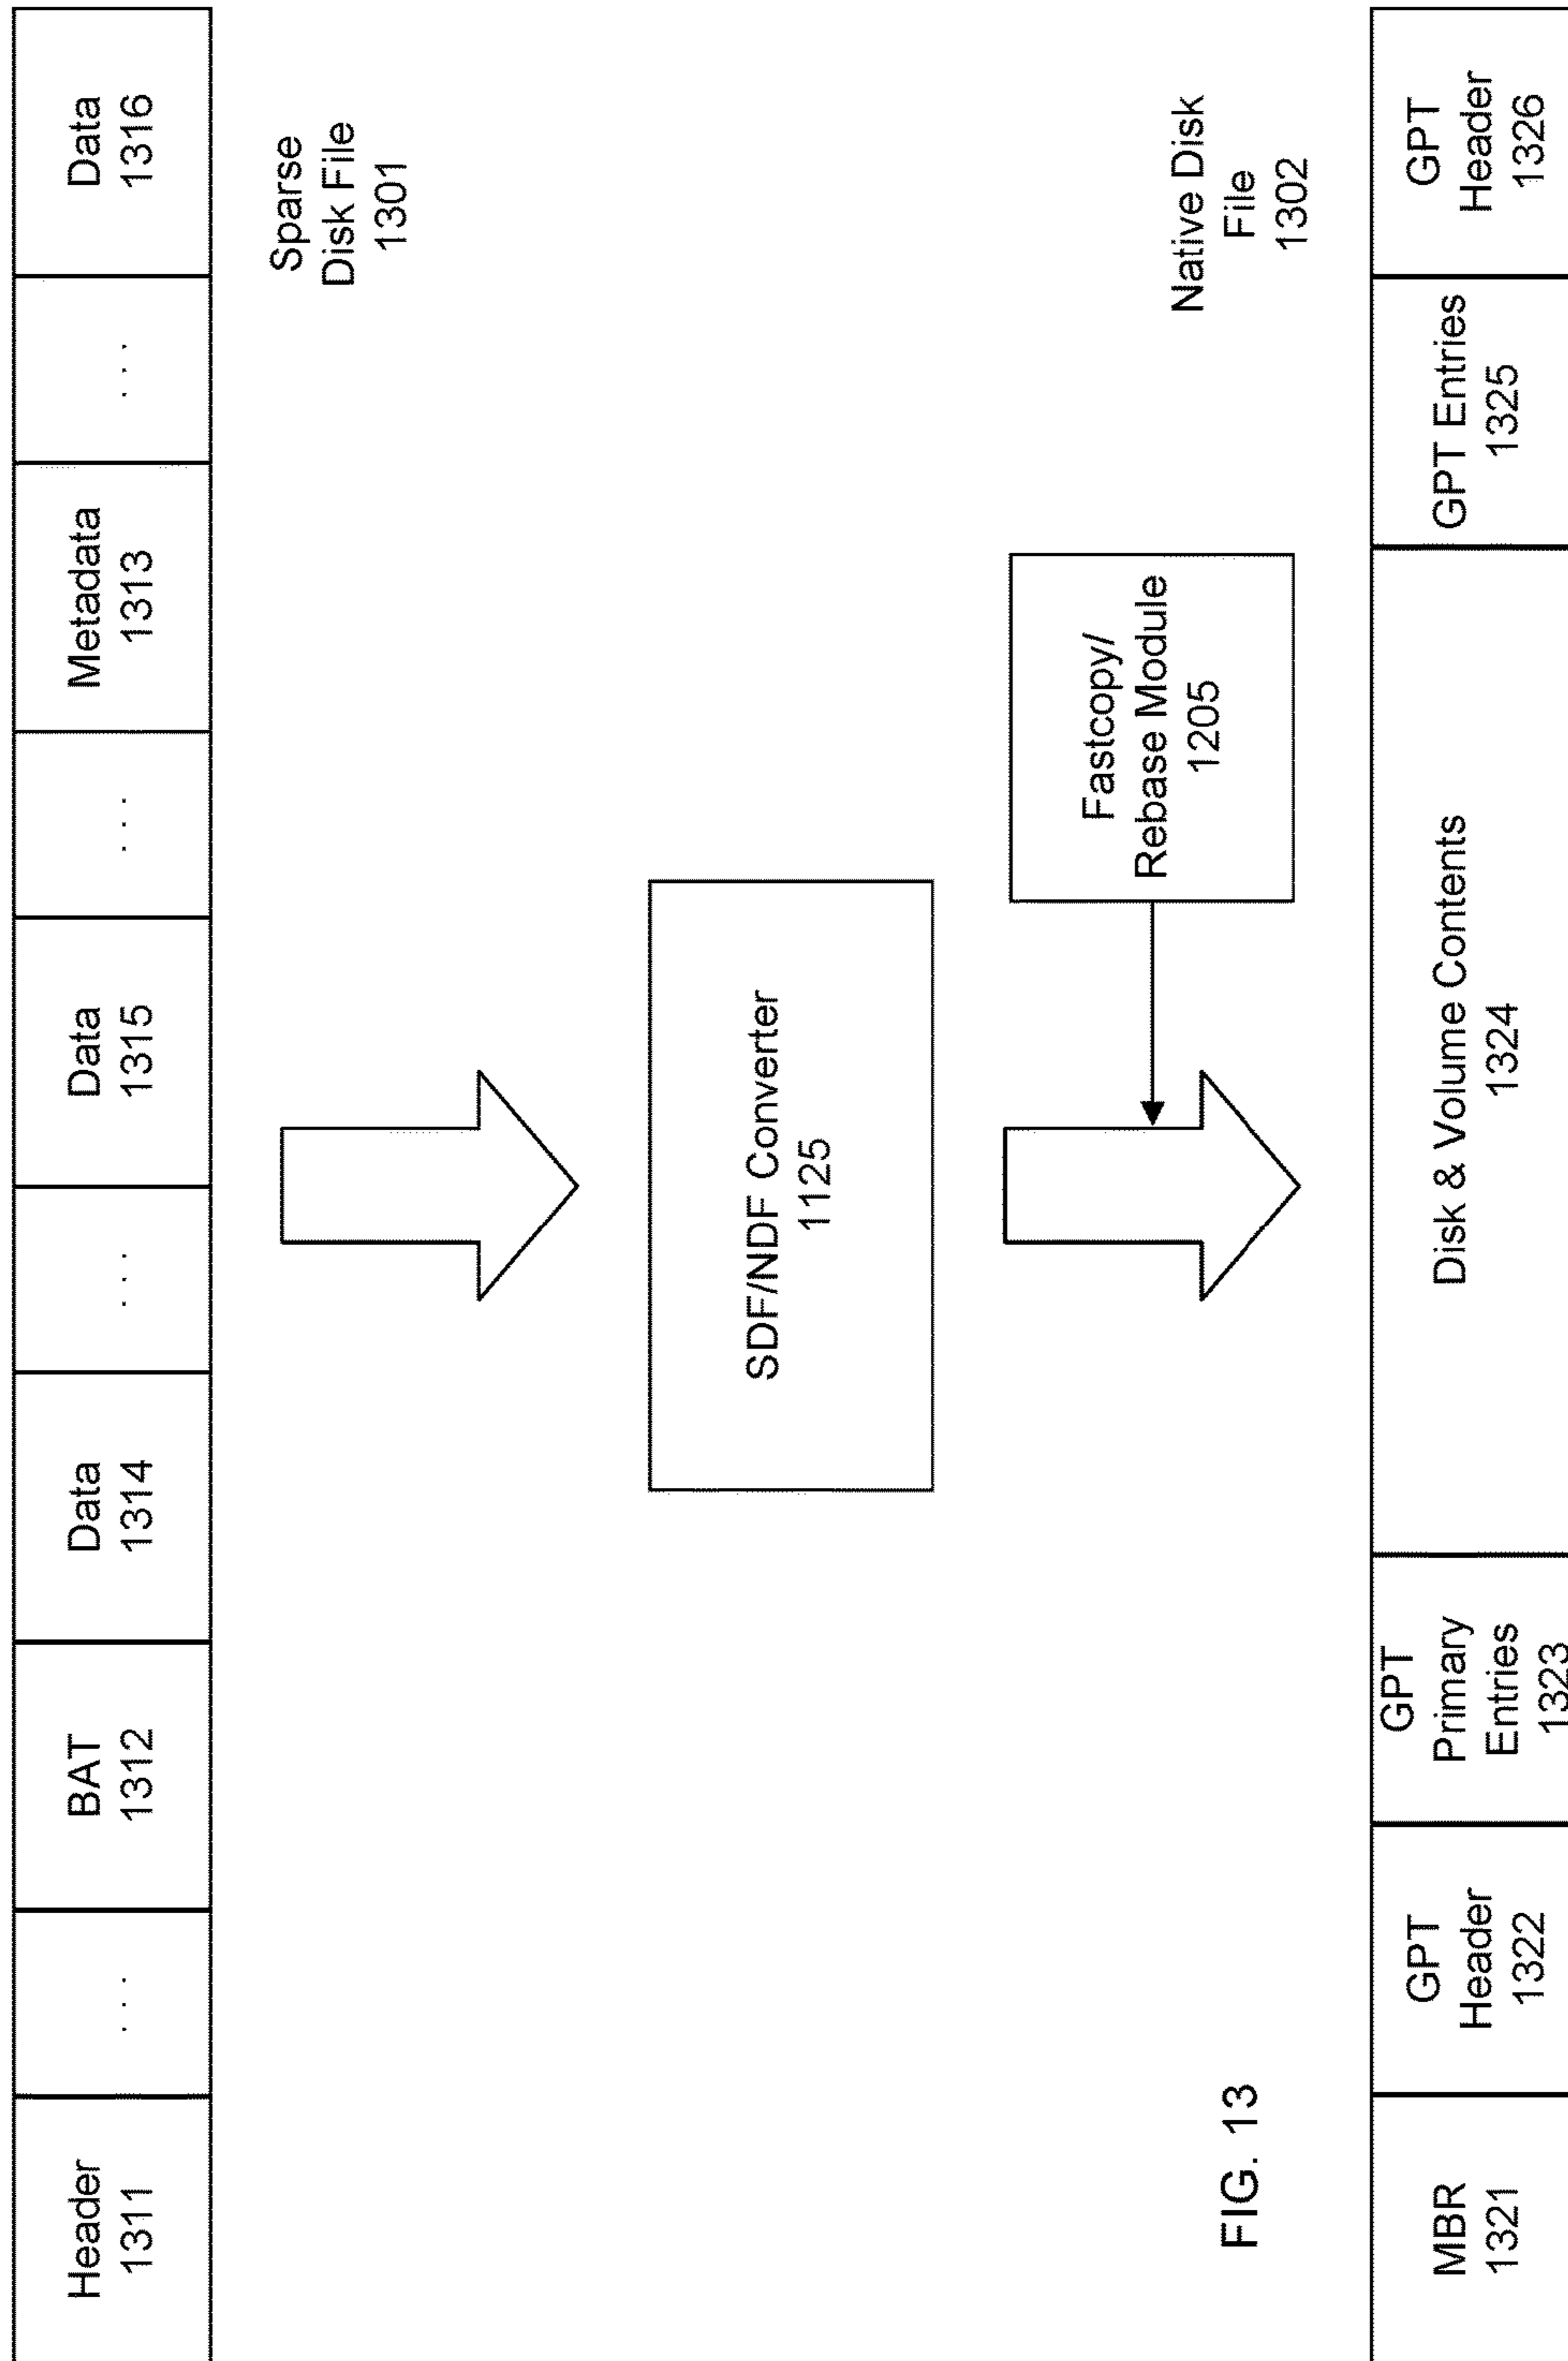 Header
1311
. . .
BAT
1312
Data
1314
. . .
Data
1315
. . .
Metadata
1313
. . .
Data
1316
Sparse
Disk File
1301
SDF/NDF Converter
1125
Fastcopy/
Rebase Module
1205
Native Disk
File
1302
FIG. 13
MBR
1321
GPT
Header
1322
GPT
Primary
Entries
1323
Disk & Volume Contents
1324
GPT Entries
1325
GPT
Header
1326